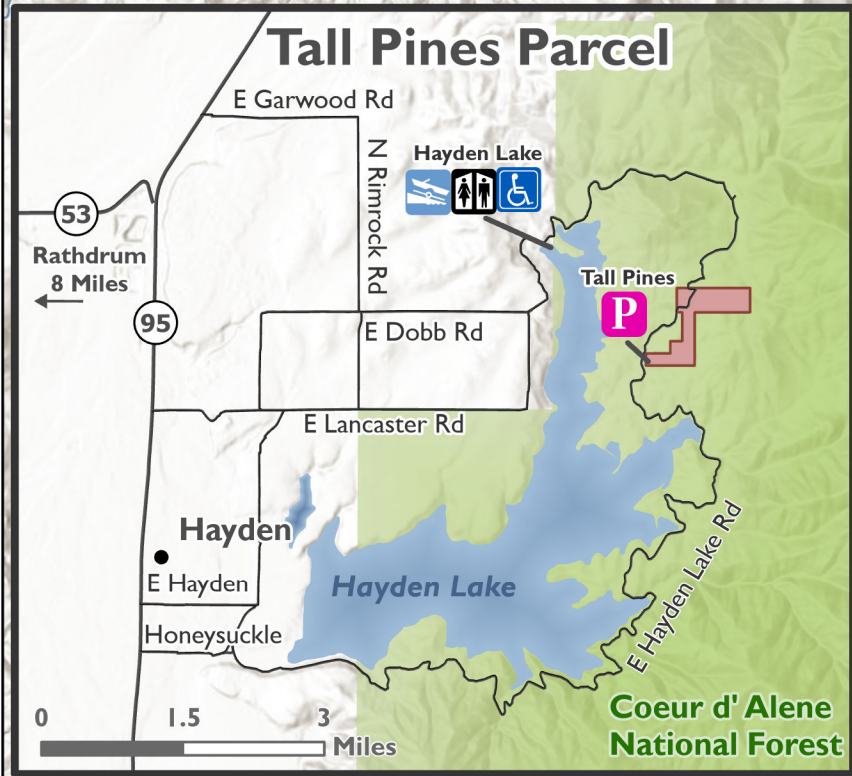 Tall Pines Parcel
E Garwood Rd
N Rimrock Rd
Hayden Lake
53
Rathdrum
8 Miles
95
Tall Pines
P
E Dobb Rd
E Lancaster Rd
Hayden
E Hayden
Hayden Lake
E Hayden Lake Rd
Honeysuckle
Coeur d' Alene
National Forest
0 1.5 3
Miles